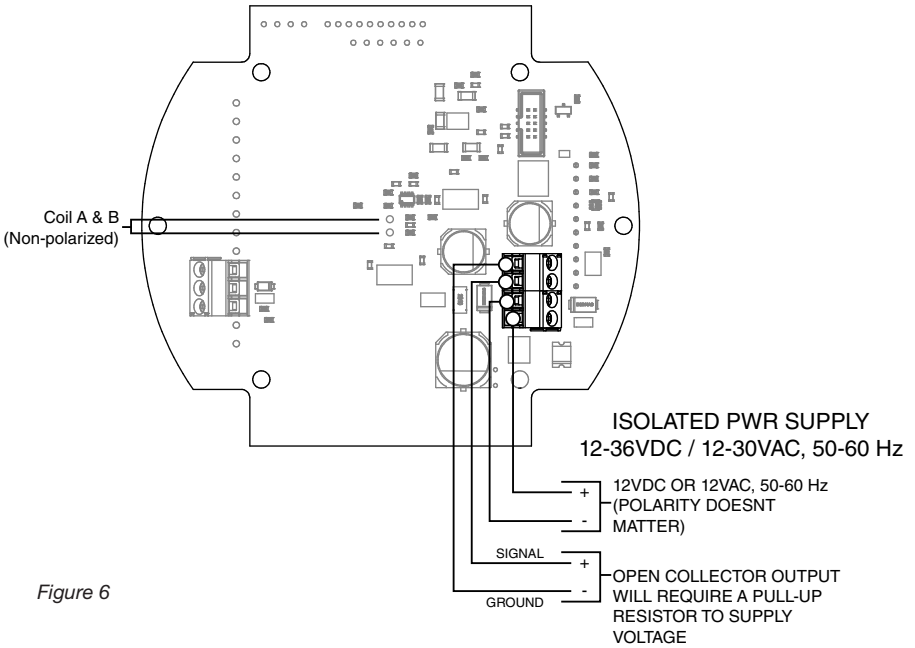 Coil A & B
(Non-polarized)
ISOLATED PWR SUPPLY
12-36VDC / 12-30VAC, 50-60 Hz
12VDC OR 12VAC, 50-60 Hz
(POLARITY DOESNT
MATTER)
+
-
SIGNAL
+
-
GROUND
OPEN COLLECTOR OUTPUT
WILL REQUIRE A PULL-UP
RESISTOR TO SUPPLY
VOLTAGE
Figure 6